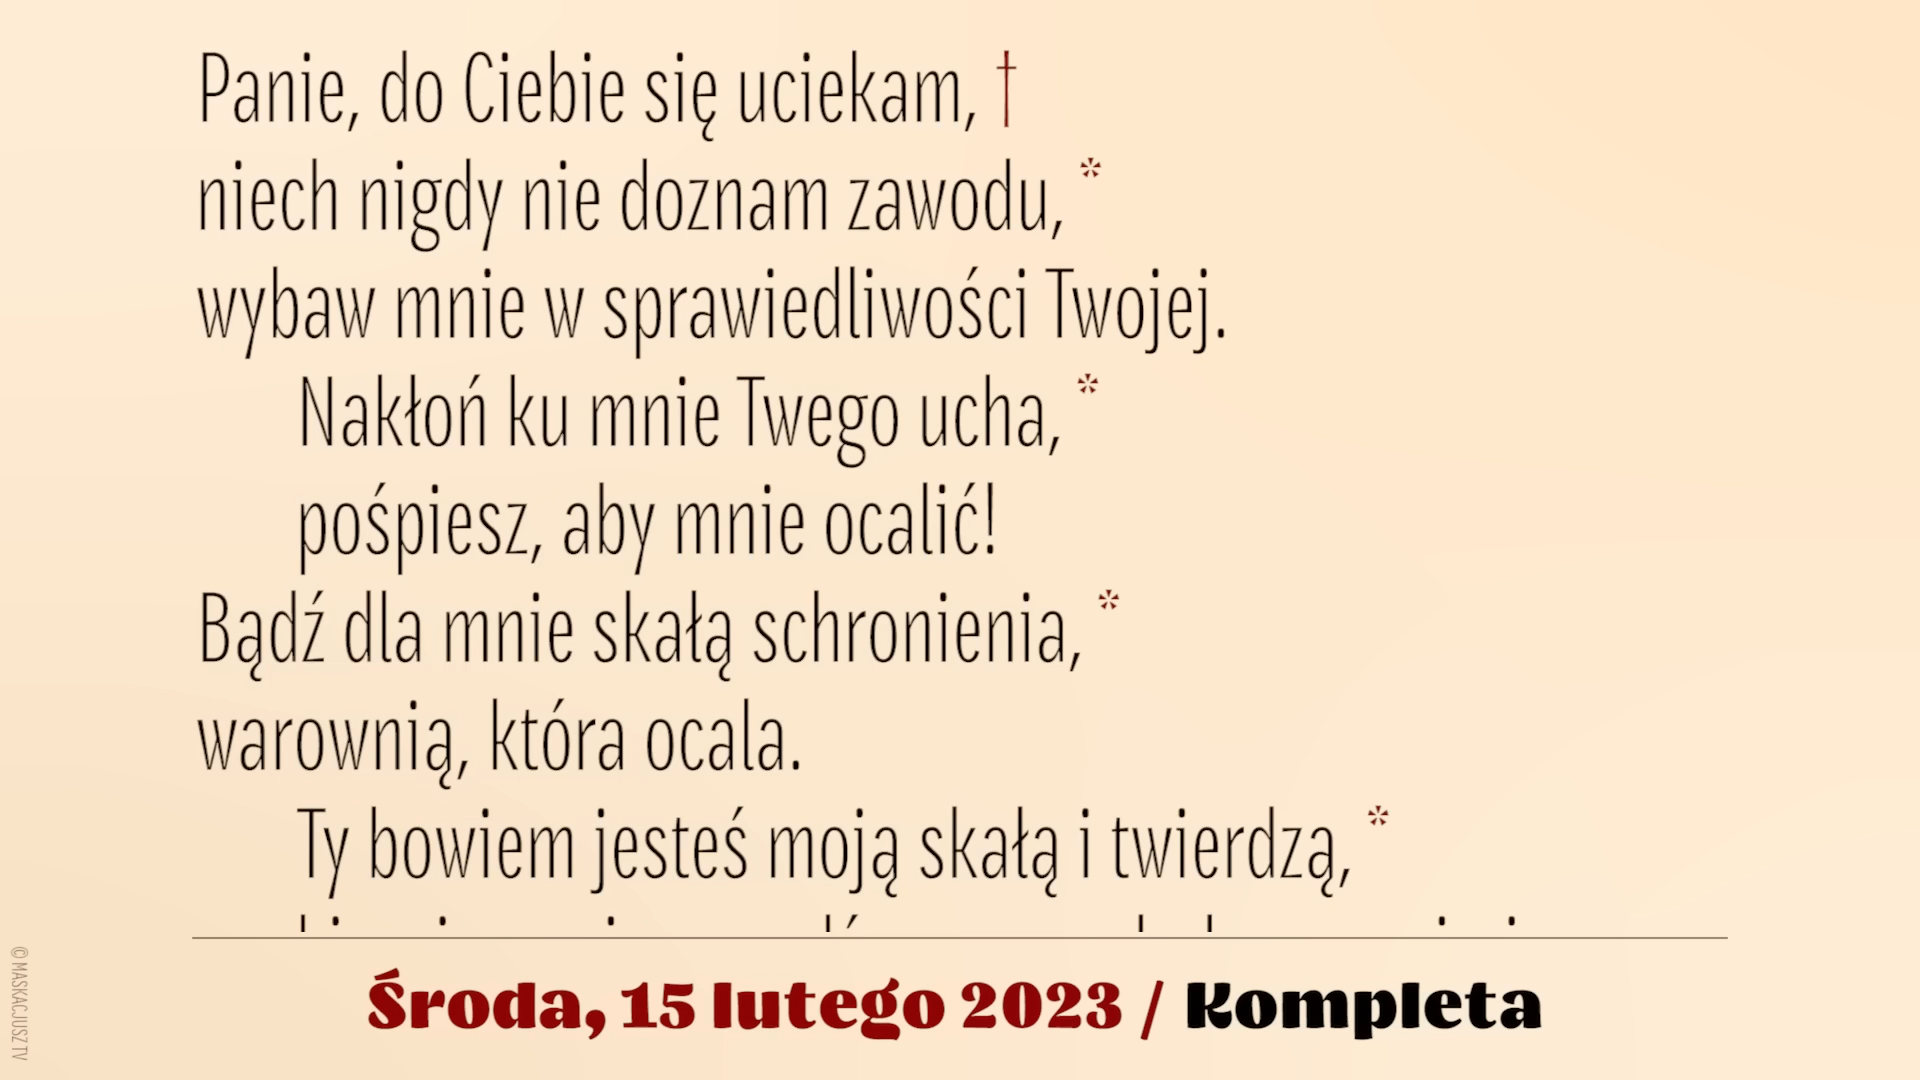 Panie, do Ciebie się uciekam, †
niech nigdy nie doznam zawodu, *
wybaw mnie w sprawiedliwości Twojej.
Nakłoń ku mnie Twego ucha, *
pośpiesz, aby mnie ocalić!
Bądź dla mnie skałą schronienia, *
warownią, która ocala.
Ty bowiem jesteś moją skałą i twierdzą, *
Środa, 15 lutego 2023 / Kompleta
© MASKACJUSZ TV